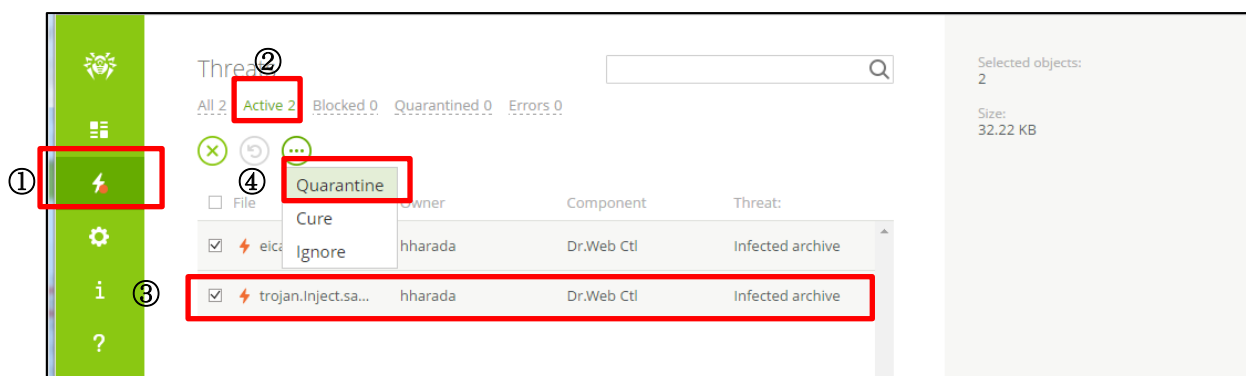 Threats
②
All 2 Active 2 Blocked 0 Quarantined 0 Errors 0
①
④
Quarantine
Cure
Ignore
File Owner Component Threat:
hharada Dr.Web Ctl Infected archive
③
trojan.Inject.sa... hharada Dr.Web Ctl Infected archive
i
?
Selected objects:
2
Size:
32.22 KB